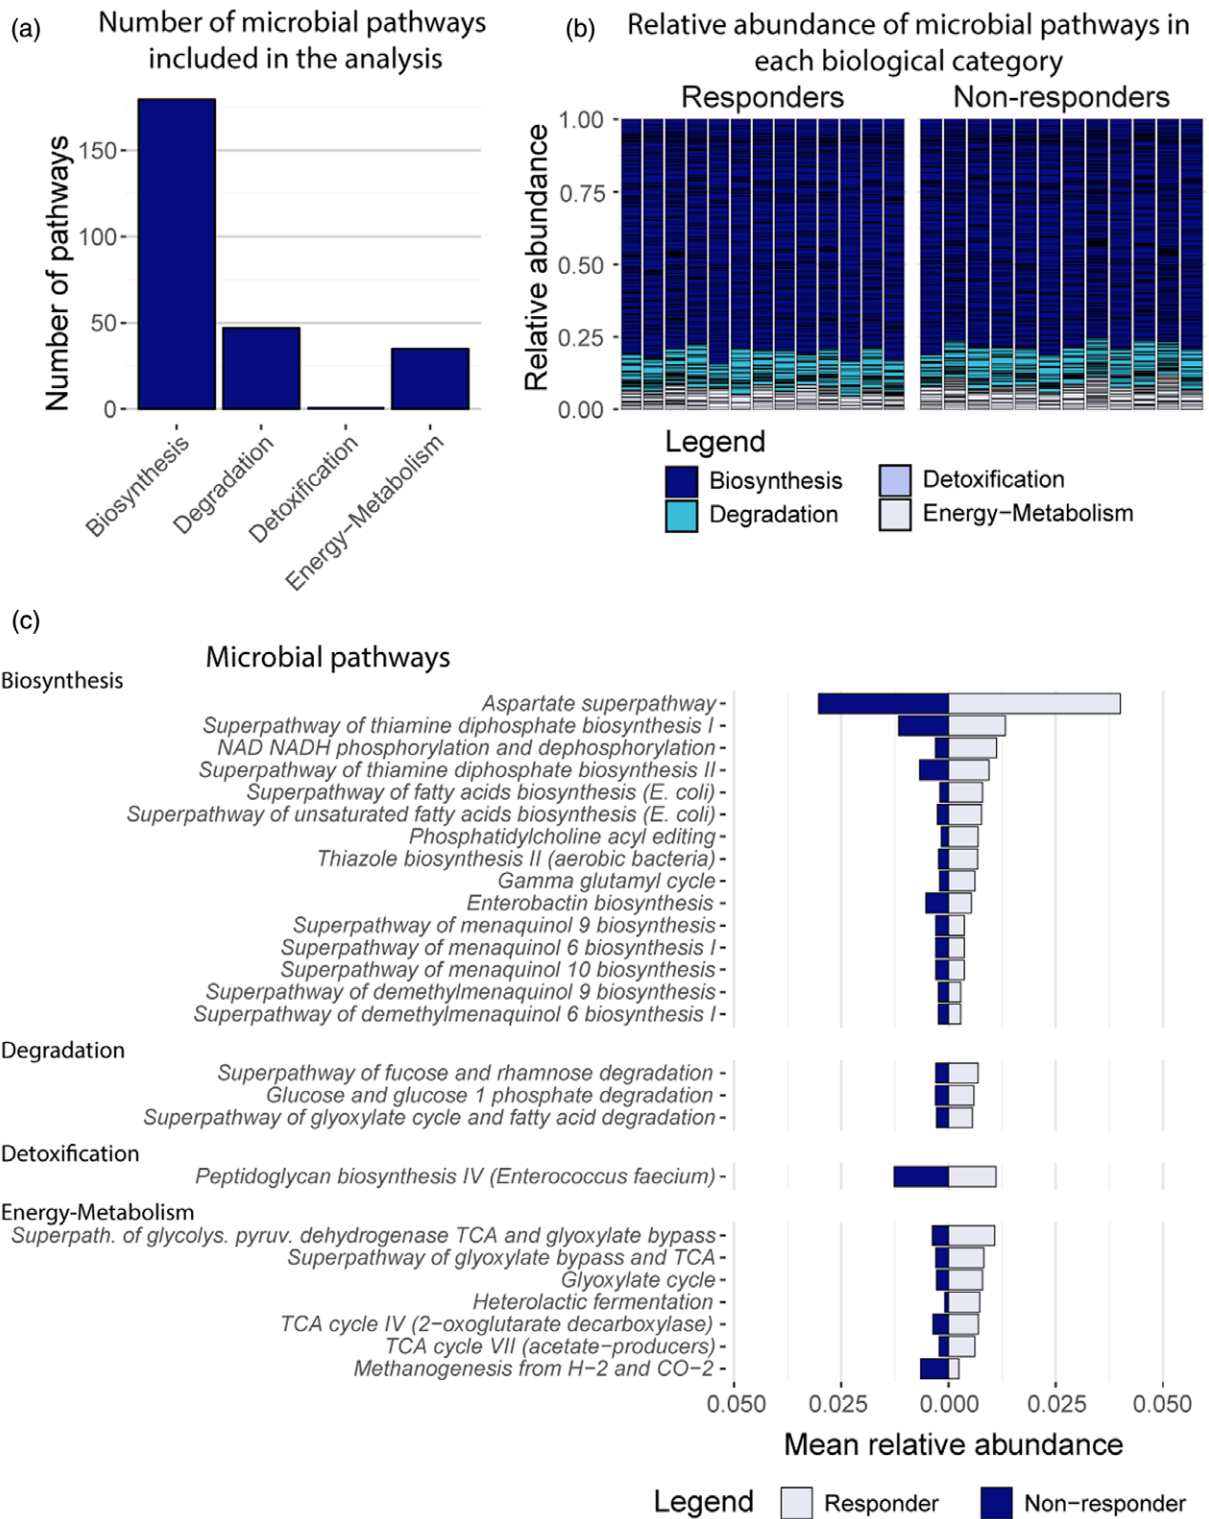 (a)
Number of microbial pathways
included in the analysis
Number of pathways
150
100
50
0
Biosynthesis
Degradation
Detoxification
Energy−Metabolism
(b)
Relative abundance of microbial pathways in
each biological category
Responders
Non-responders
Relative abundance
1.00
0.75
0.50
0.25
0.00
Legend
Biosynthesis
Detoxification
Degradation
Energy−Metabolism
(c)
Microbial pathways
Biosynthesis
Aspartate superpathway
Superpathway of thiamine diphosphate biosynthesis I
NAD NADH phosphorylation and dephosphorylation
Superpathway of thiamine diphosphate biosynthesis II
Superpathway of fatty acids biosynthesis (E. coli)
Superpathway of unsaturated fatty acids biosynthesis (E. coli)
Phosphatidylcholine acyl editing
Thiazole biosynthesis II (aerobic bacteria)
Gamma glutamyl cycle
Enterobactin biosynthesis
Superpathway of menaquinol 9 biosynthesis
Superpathway of menaquinol 6 biosynthesis I
Superpathway of menaquinol 10 biosynthesis
Superpathway of demethylmenaquinol 9 biosynthesis
Superpathway of demethylmenaquinol 6 biosynthesis I
Degradation
Superpathway of fucose and rhamnose degradation
Glucose and glucose 1 phosphate degradation
Superpathway of glyoxylate cycle and fatty acid degradation
Detoxification
Peptidoglycan biosynthesis IV (Enterococcus faecium)
Energy-Metabolism
Superpath. of glycolys. pyruv. dehydrogenase TCA and glyoxylate bypass
Superpathway of glyoxylate bypass and TCA
Glyoxylate cycle
Heterolactic fermentation
TCA cycle IV (2−oxoglutarate decarboxylase)
TCA cycle VII (acetate−producers)
Methanogenesis from H−2 and CO−2
0.050 0.025 0.000 0.025 0.050
Mean relative abundance
Legend Responder Non−responder